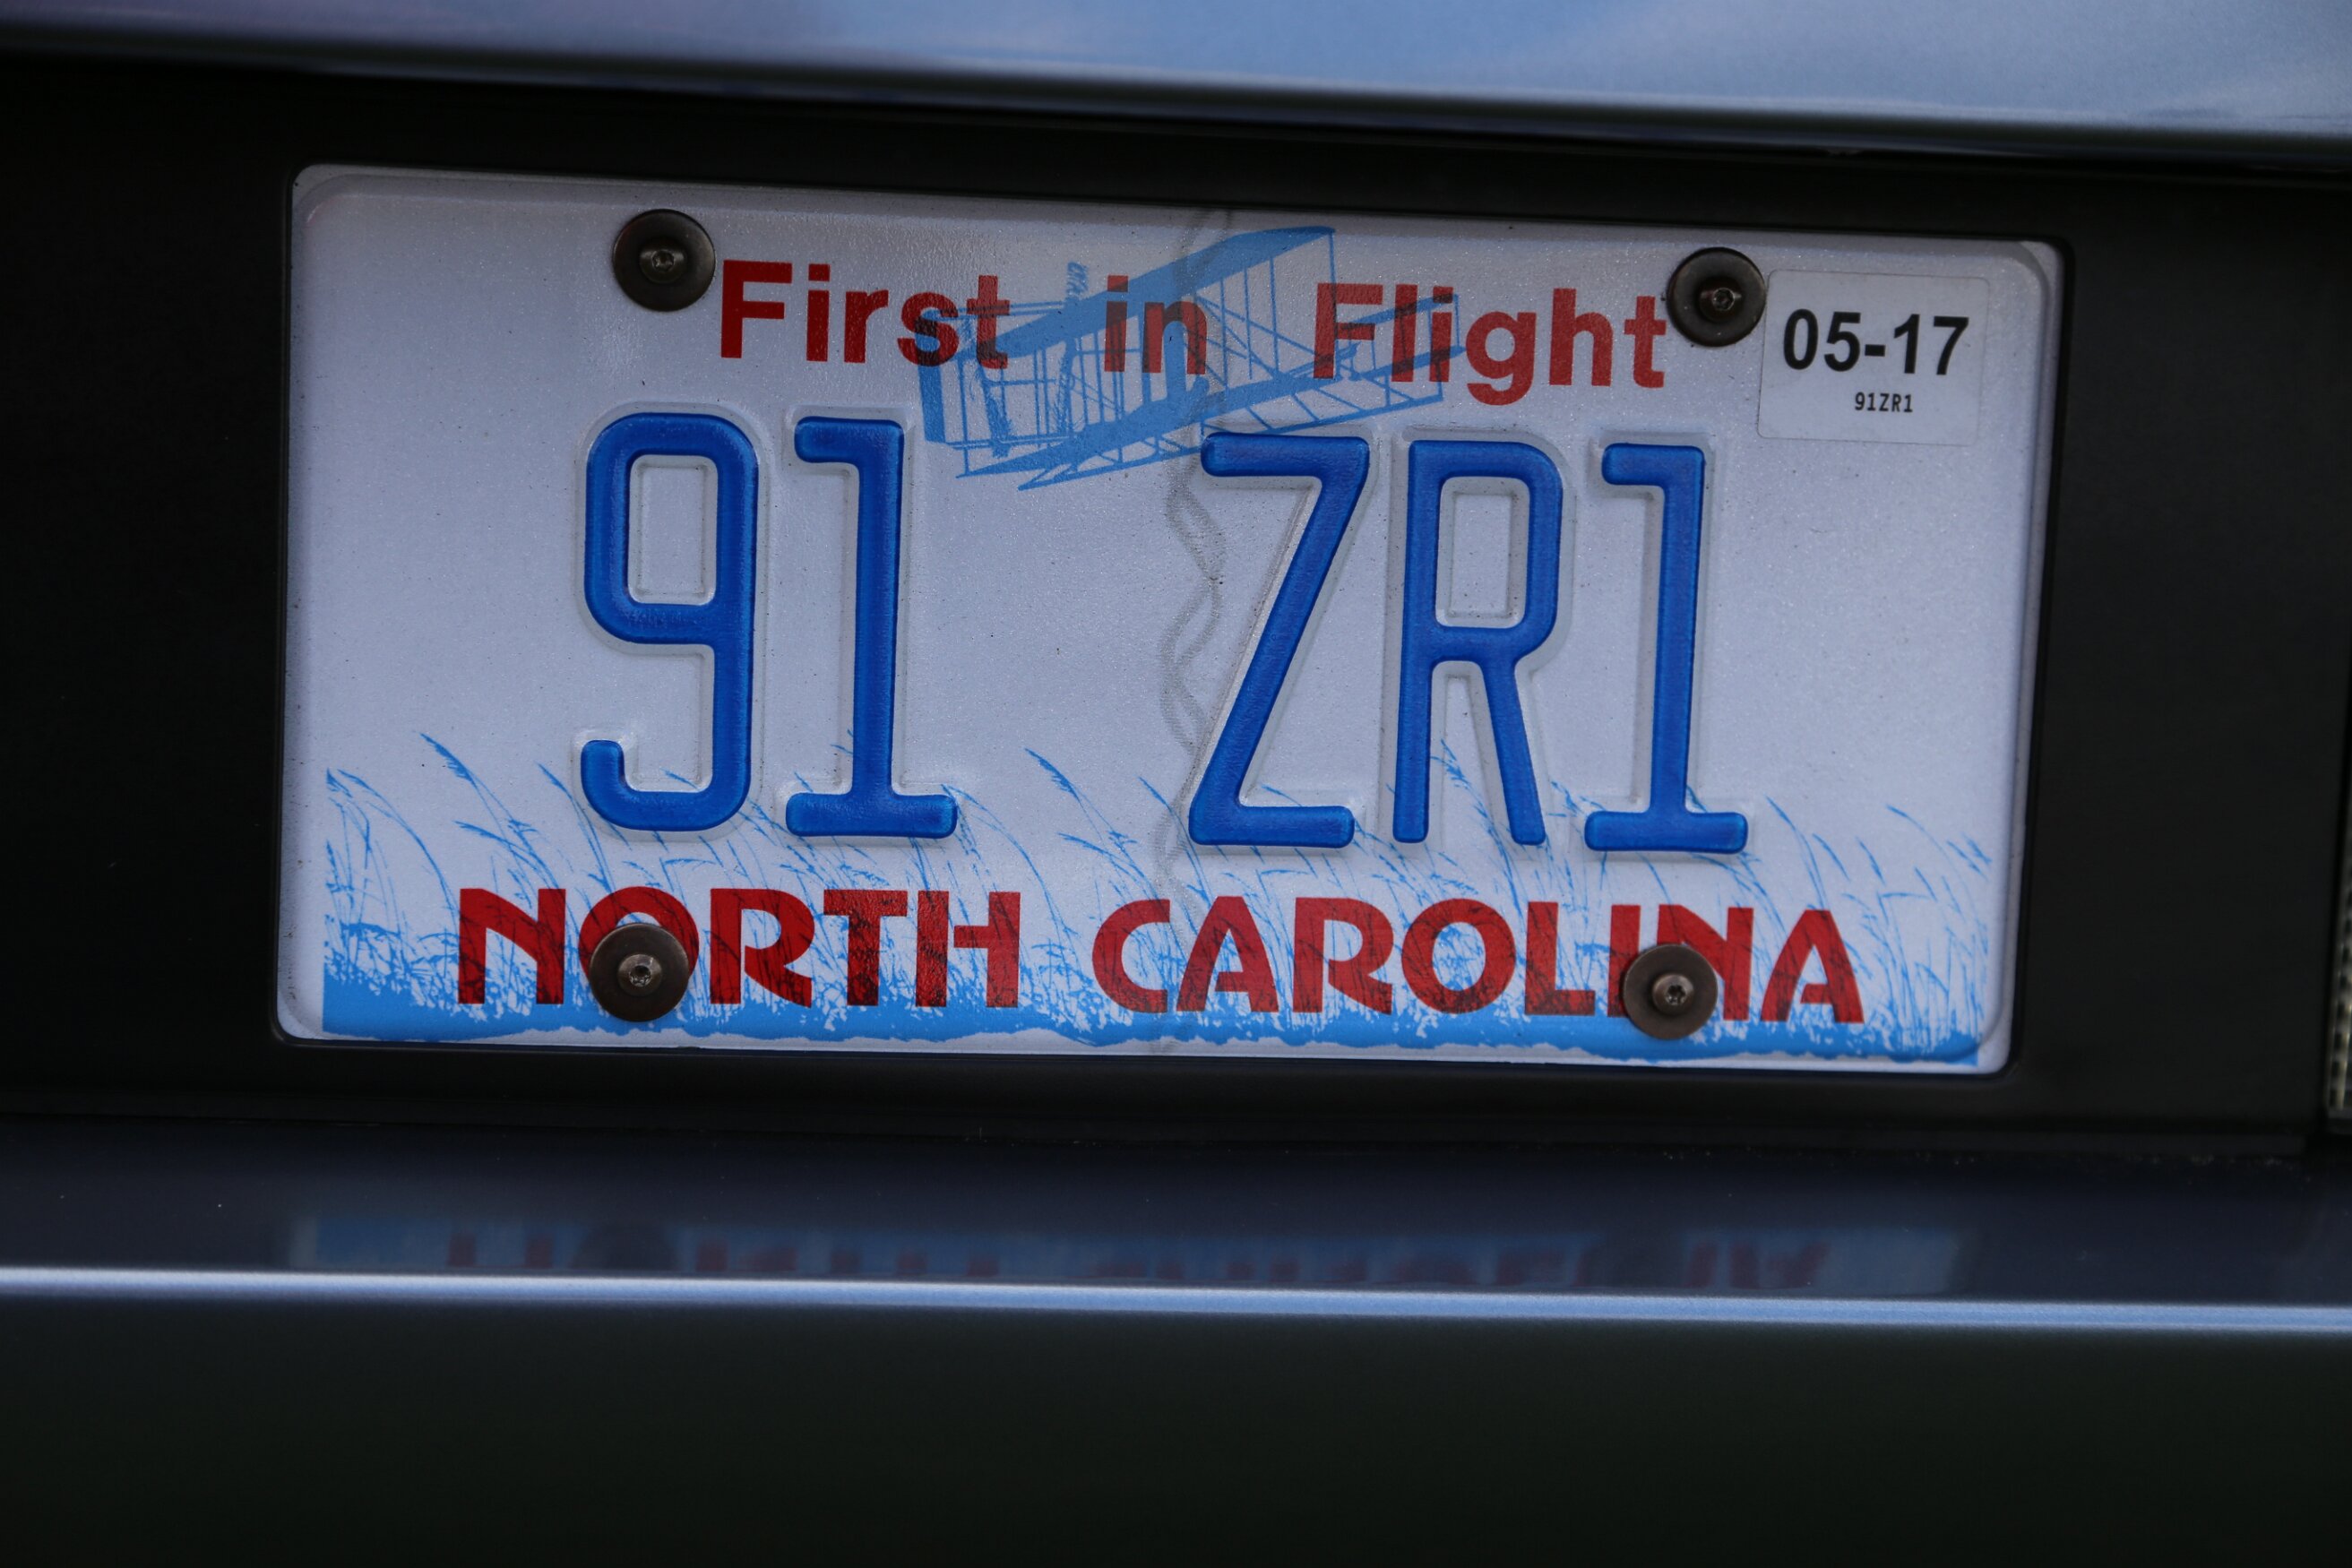 First in Flight
05-17
91ZR1
91 ZR1
NORTH CAROLINA